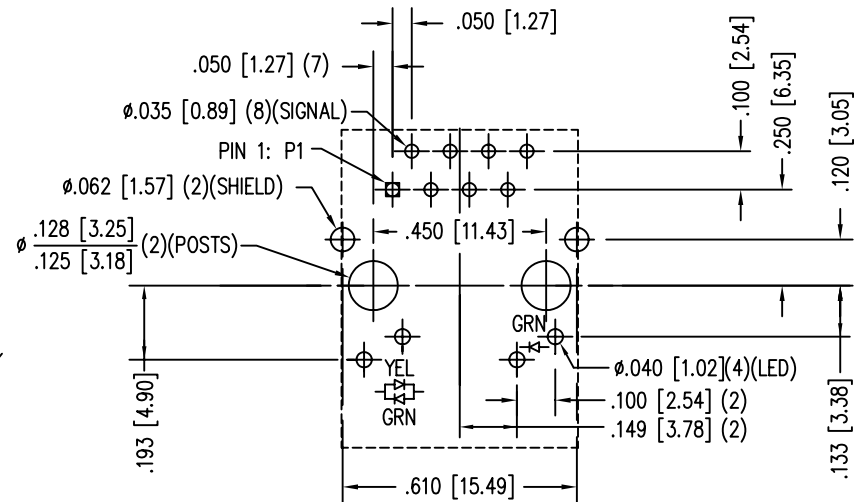 .050 [1.27]
.050 [1.27] (7)
ø.035 [0.89] (8)(SIGNAL)
PIN 1: P1
ø.062 [1.57] (2)(SHIELD)
ø .128 [3.25]
.125 [3.18] (2)(POSTS)
.450 [11.43]
.100 [2.54]
.250 [6.35]
.120 [3.05]
GRN
YEL
GRN
ø.040 [1.02](4)(LED)
.100 [2.54] (2)
.149 [3.78] (2)
.193 [4.90]
.133 [3.38]
.610 [15.49]